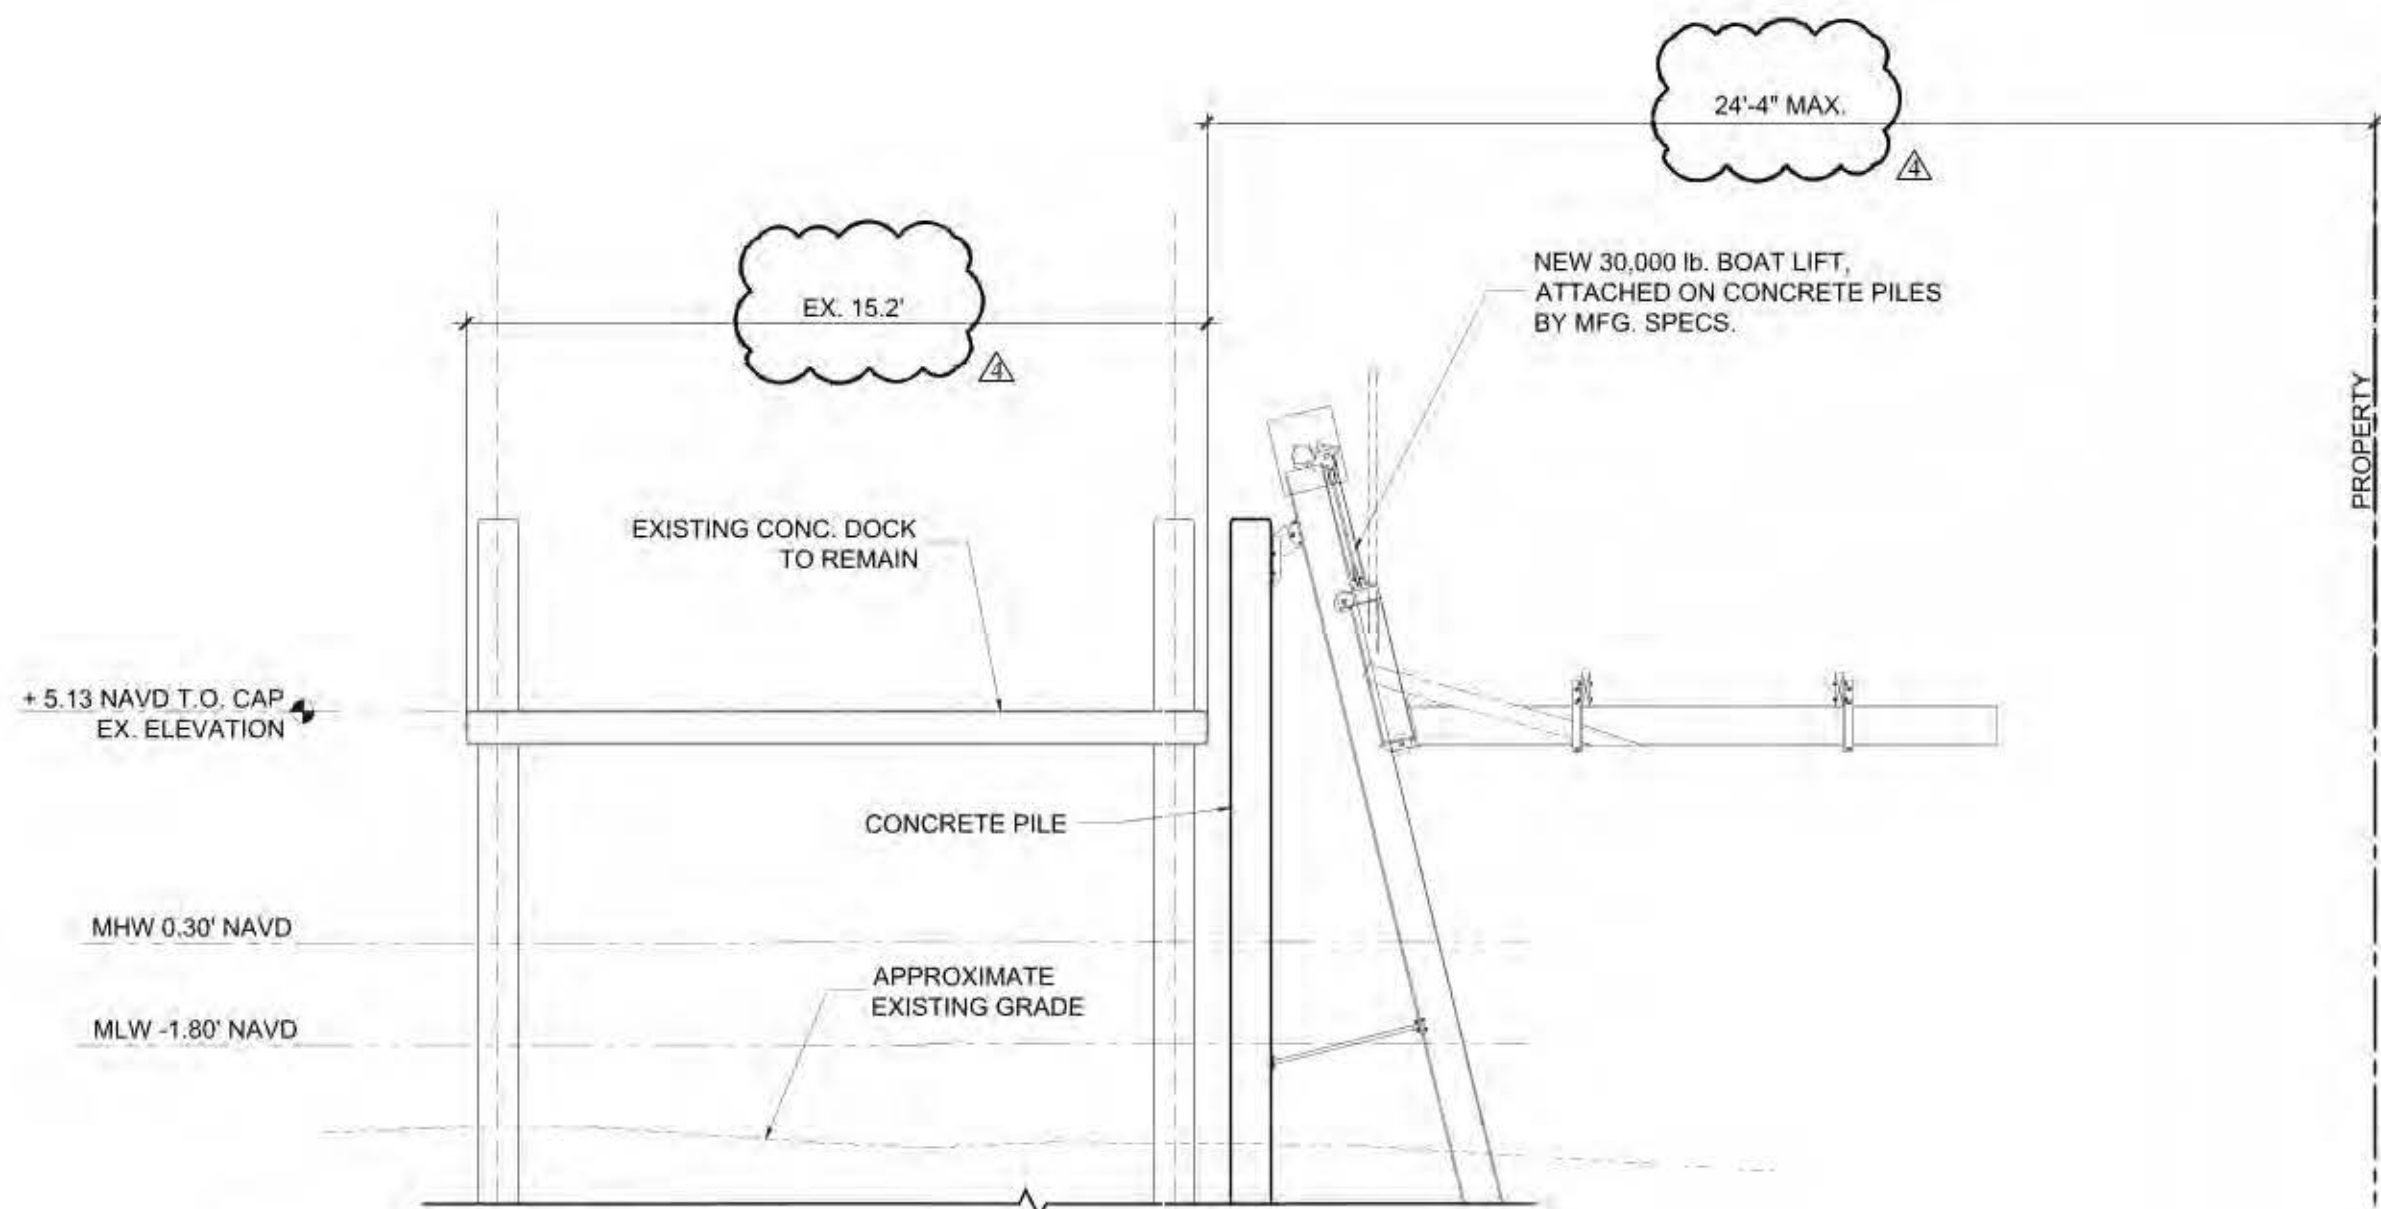 24'-4" MAX.
4
NEW 30,000 lb. BOAT LIFT,
ATTACHED ON CONCRETE PILES
BY MFG. SPECS.
EX. 15.2'
4
PROPERTY
EXISTING CONC. DOCK
TO REMAIN
+ 5.13 NAVD T.O. CAP
EX. ELEVATION
CONCRETE PILE
MHW 0.30' NAVD
APPROXIMATE
EXISTING GRADE
MLW -1.80' NAVD